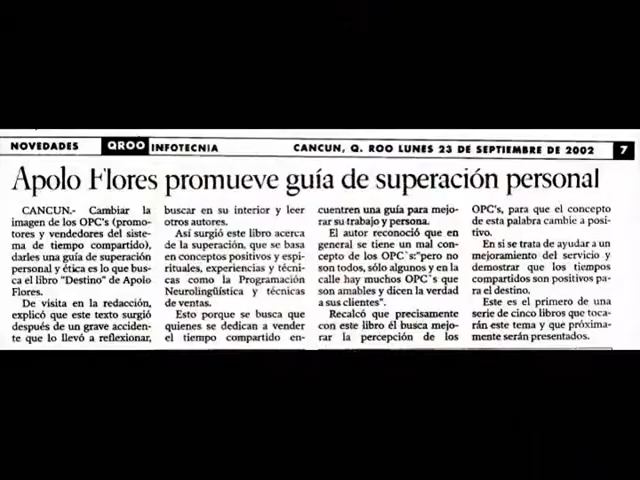 NOVEDADES QROO INFOTECNIA CANCUN, Q. ROO LUNES 23 DE SEPTIEMBRE DE 2002 7
Apolo Flores promueve guía de superación personal
CANCUN.- Cambiar la
imagen de los OPC's (promo-
tores y vendedores del siste-
ma de tiempo compartido),
darles una guía de superación
personal y ética es lo que bus-
ca el libro "Destino" de Apolo
Flores.
De visita en la redacción,
explicó que este texto surgió
después de un grave acciden-
te que lo llevó a reflexionar,
buscar en su interior y leer
otros autores.
Así surgió este libro acerca
de la superación, que se basa
en conceptos positivos y espi-
rituales, experiencias y técni-
cas como la Programación
Neurolingüística y técnicas
de ventas.
Esto porque se busca que
quienes se dedican a vender
el tiempo compartido en-
cuentren una guía para mejo-
rar su trabajo y persona.
El autor reconoció que en
general se tiene un mal con-
cepto de los OPC`s:"pero no
son todos, sólo algunos y en la
calle hay muchos OPC`s que
son amables y dicen la verdad
a sus clientes".
Recalcó que precisamente
con este libro él busca mejo-
rar la percepción de los
OPC's, para que el concepto
de esta palabra cambie a posi-
tivo.
En si se trata de ayudar a un
mejoramiento del servicio y
demostrar que los tiempos
compartidos son positivos pa-
ra el destino.
Este es el primero de una
serie de cinco libros que toca-
rán este tema y que próxima-
mente serán presentados.